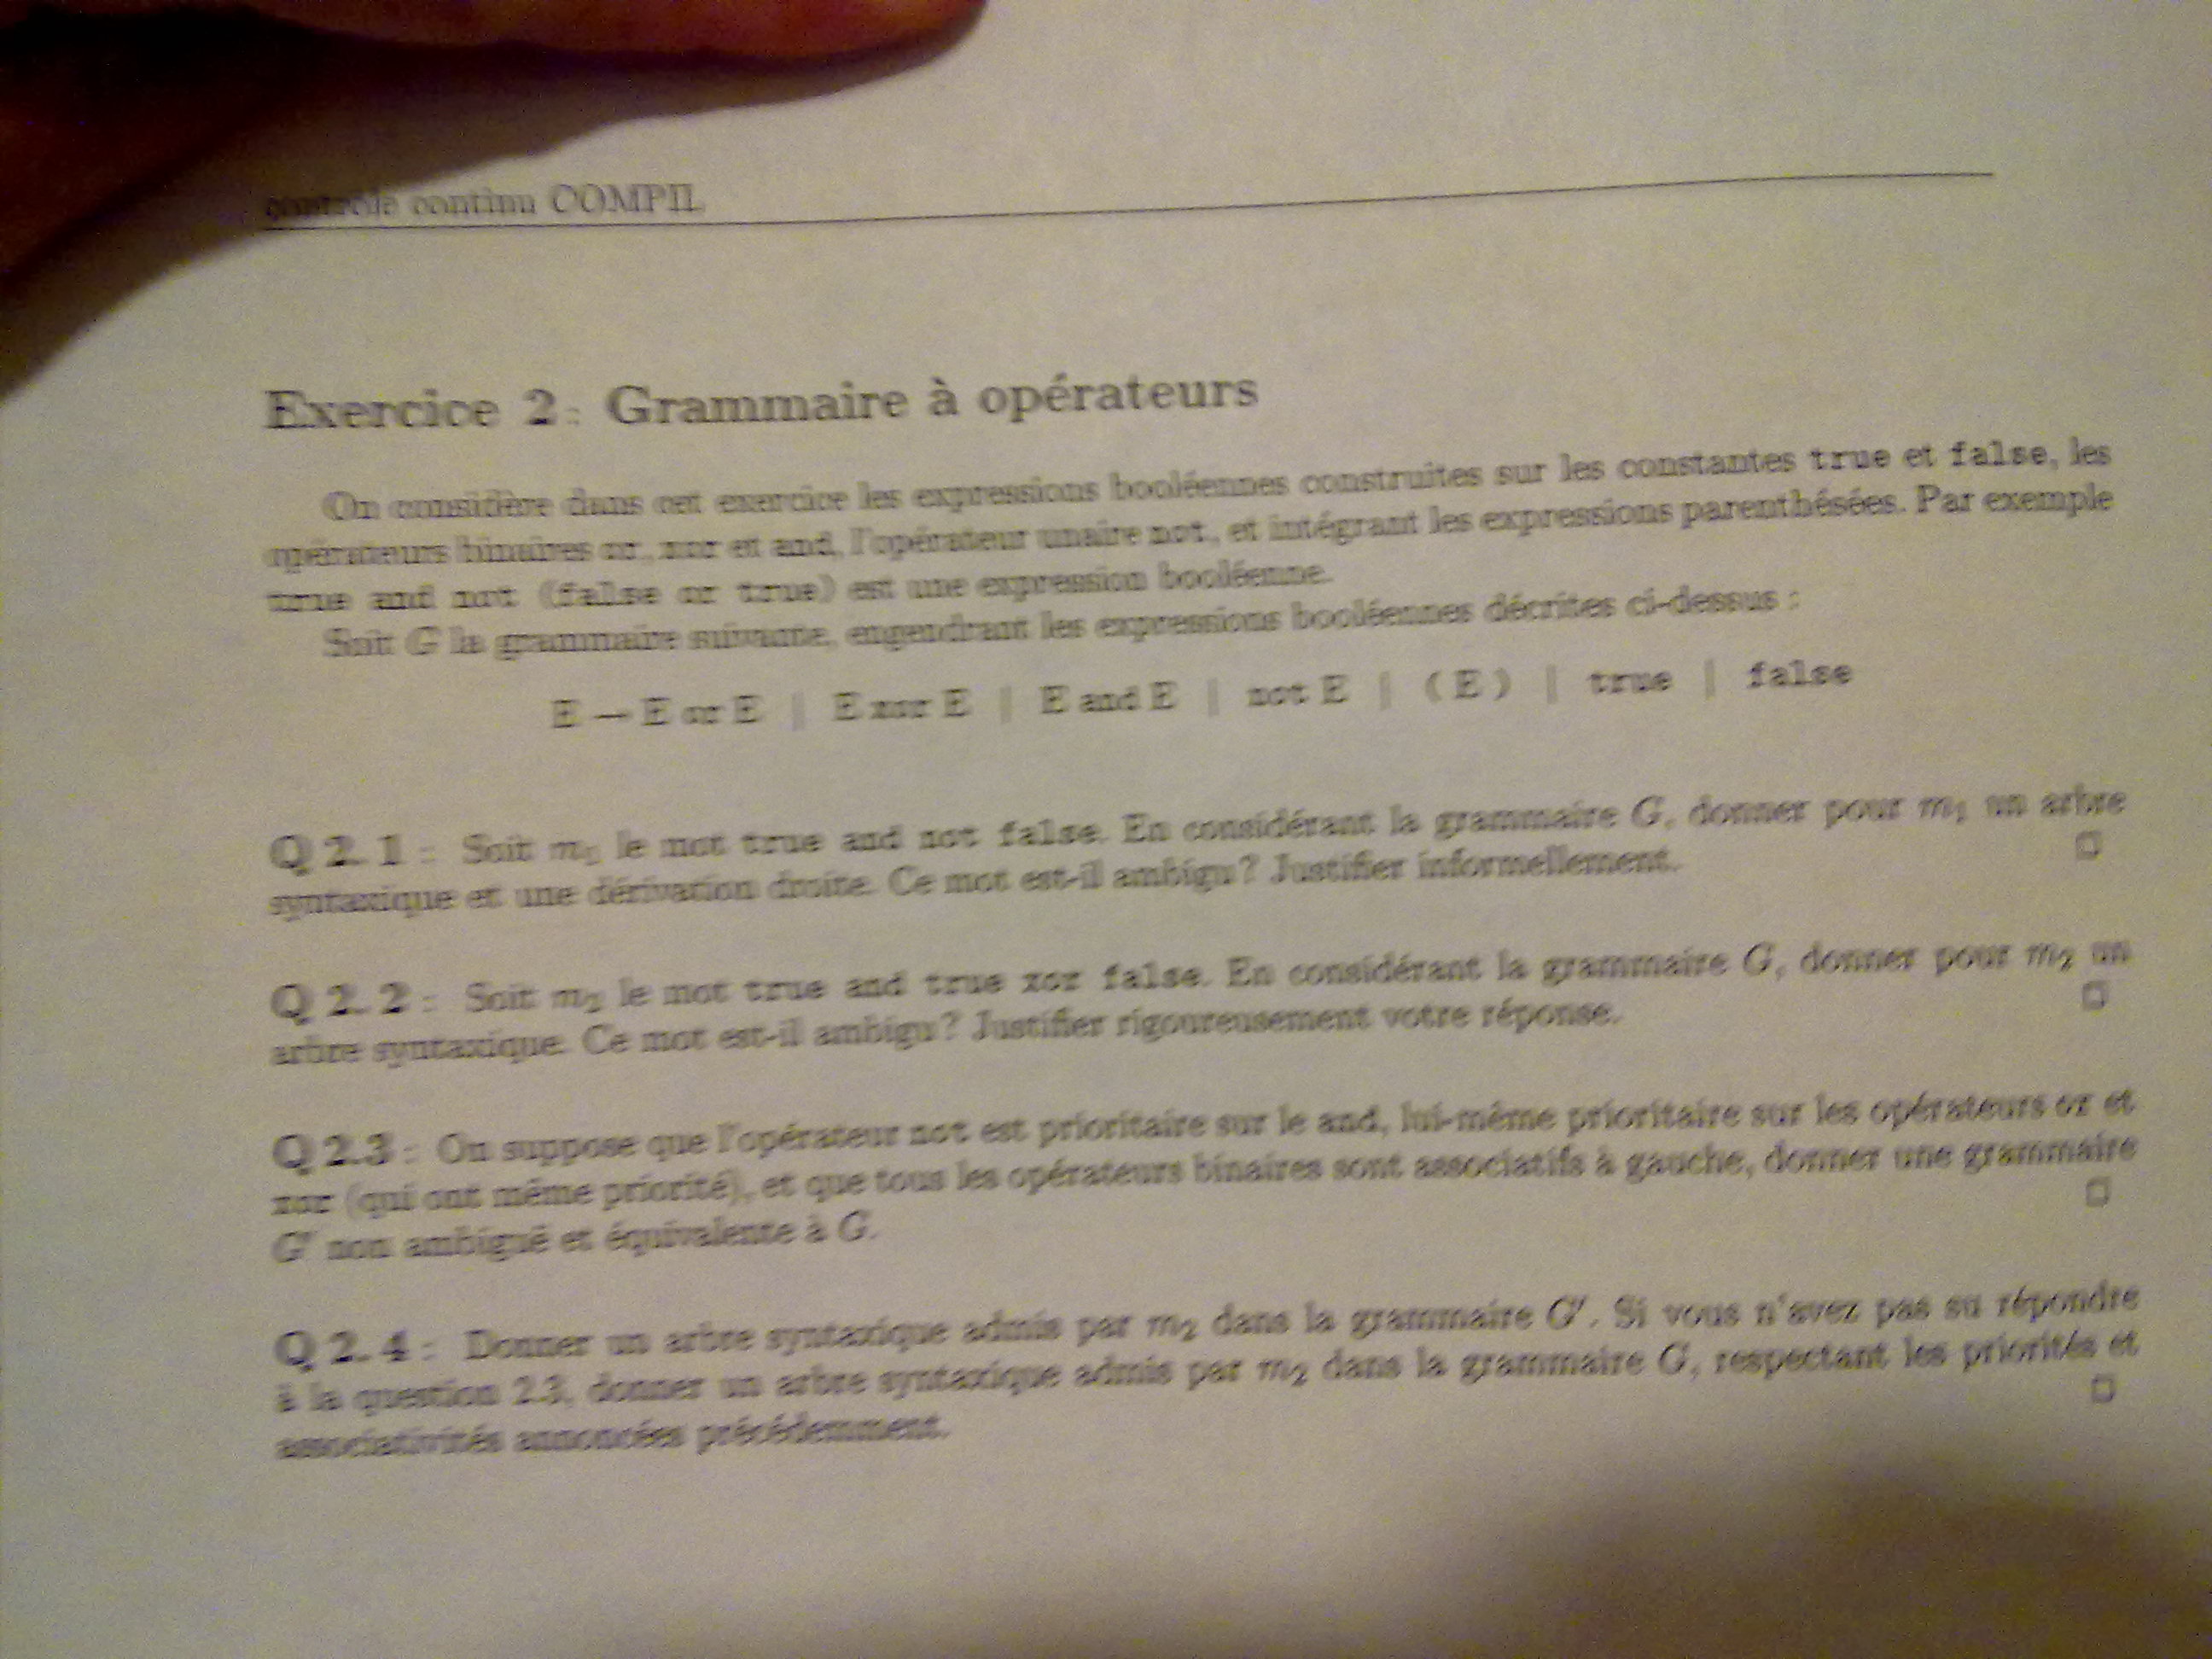 contrôle continu COMPIL
Exercice 2 : Grammaire à opérateurs
On considère dans cet exercice les expressions booléennes construites sur les constantes true et false, les
opérateurs binaires or, xor et and, l'opérateur unaire not, et intégrant les expressions parenthésées. Par exemple
true and not (false or true) est une expression booléenne.
Soit G la grammaire suivante, engendrant les expressions booléennes décrites ci-dessus :
E → E or E | E xor E | E and E | not E | ( E ) | true | false
Q 2.1 : Soit m₁ le mot true and not false. En considérant la grammaire G, donner pour m₁ un arbre
syntaxique et une dérivation droite. Ce mot est-il ambigu? Justifier informellement. □
Q 2.2 : Soit m₂ le mot true and true xor false. En considérant la grammaire G, donner pour m₂ un
arbre syntaxique. Ce mot est-il ambigu? Justifier rigoureusement votre réponse. □
Q 2.3 : On suppose que l'opérateur not est prioritaire sur le and, lui-même prioritaire sur les opérateurs or et
xor (qui ont même priorité), et que tous les opérateurs binaires sont associatifs à gauche, donner une grammaire
G' non ambiguë et équivalente à G. □
Q 2.4 : Donner un arbre syntaxique admis par m₂ dans la grammaire G'. Si vous n'avez pas su répondre
à la question 2.3, donner un arbre syntaxique admis par m₂ dans la grammaire G, respectant les priorités et
associativités annoncées précédemment. □